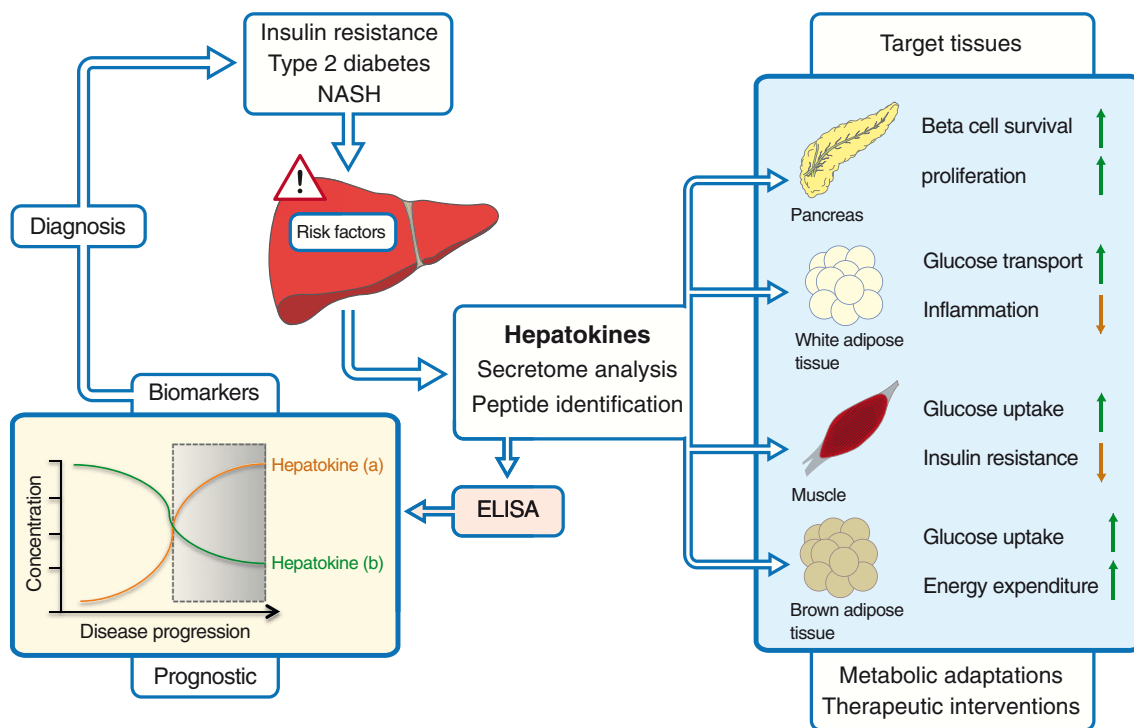 Insulin resistance
Type 2 diabetes
NASH
Diagnosis
!
Risk factors
Hepatokines
Secretome analysis
Peptide identification
ELISA
Biomarkers
Concentration
Hepatokine (a)
Hepatokine (b)
Disease progression
Prognostic
Target tissues
Pancreas
Beta cell survival
proliferation
White adipose
tissue
Glucose transport
Inflammation
Muscle
Glucose uptake
Insulin resistance
Brown adipose
tissue
Glucose uptake
Energy expenditure
Metabolic adaptations
Therapeutic interventions